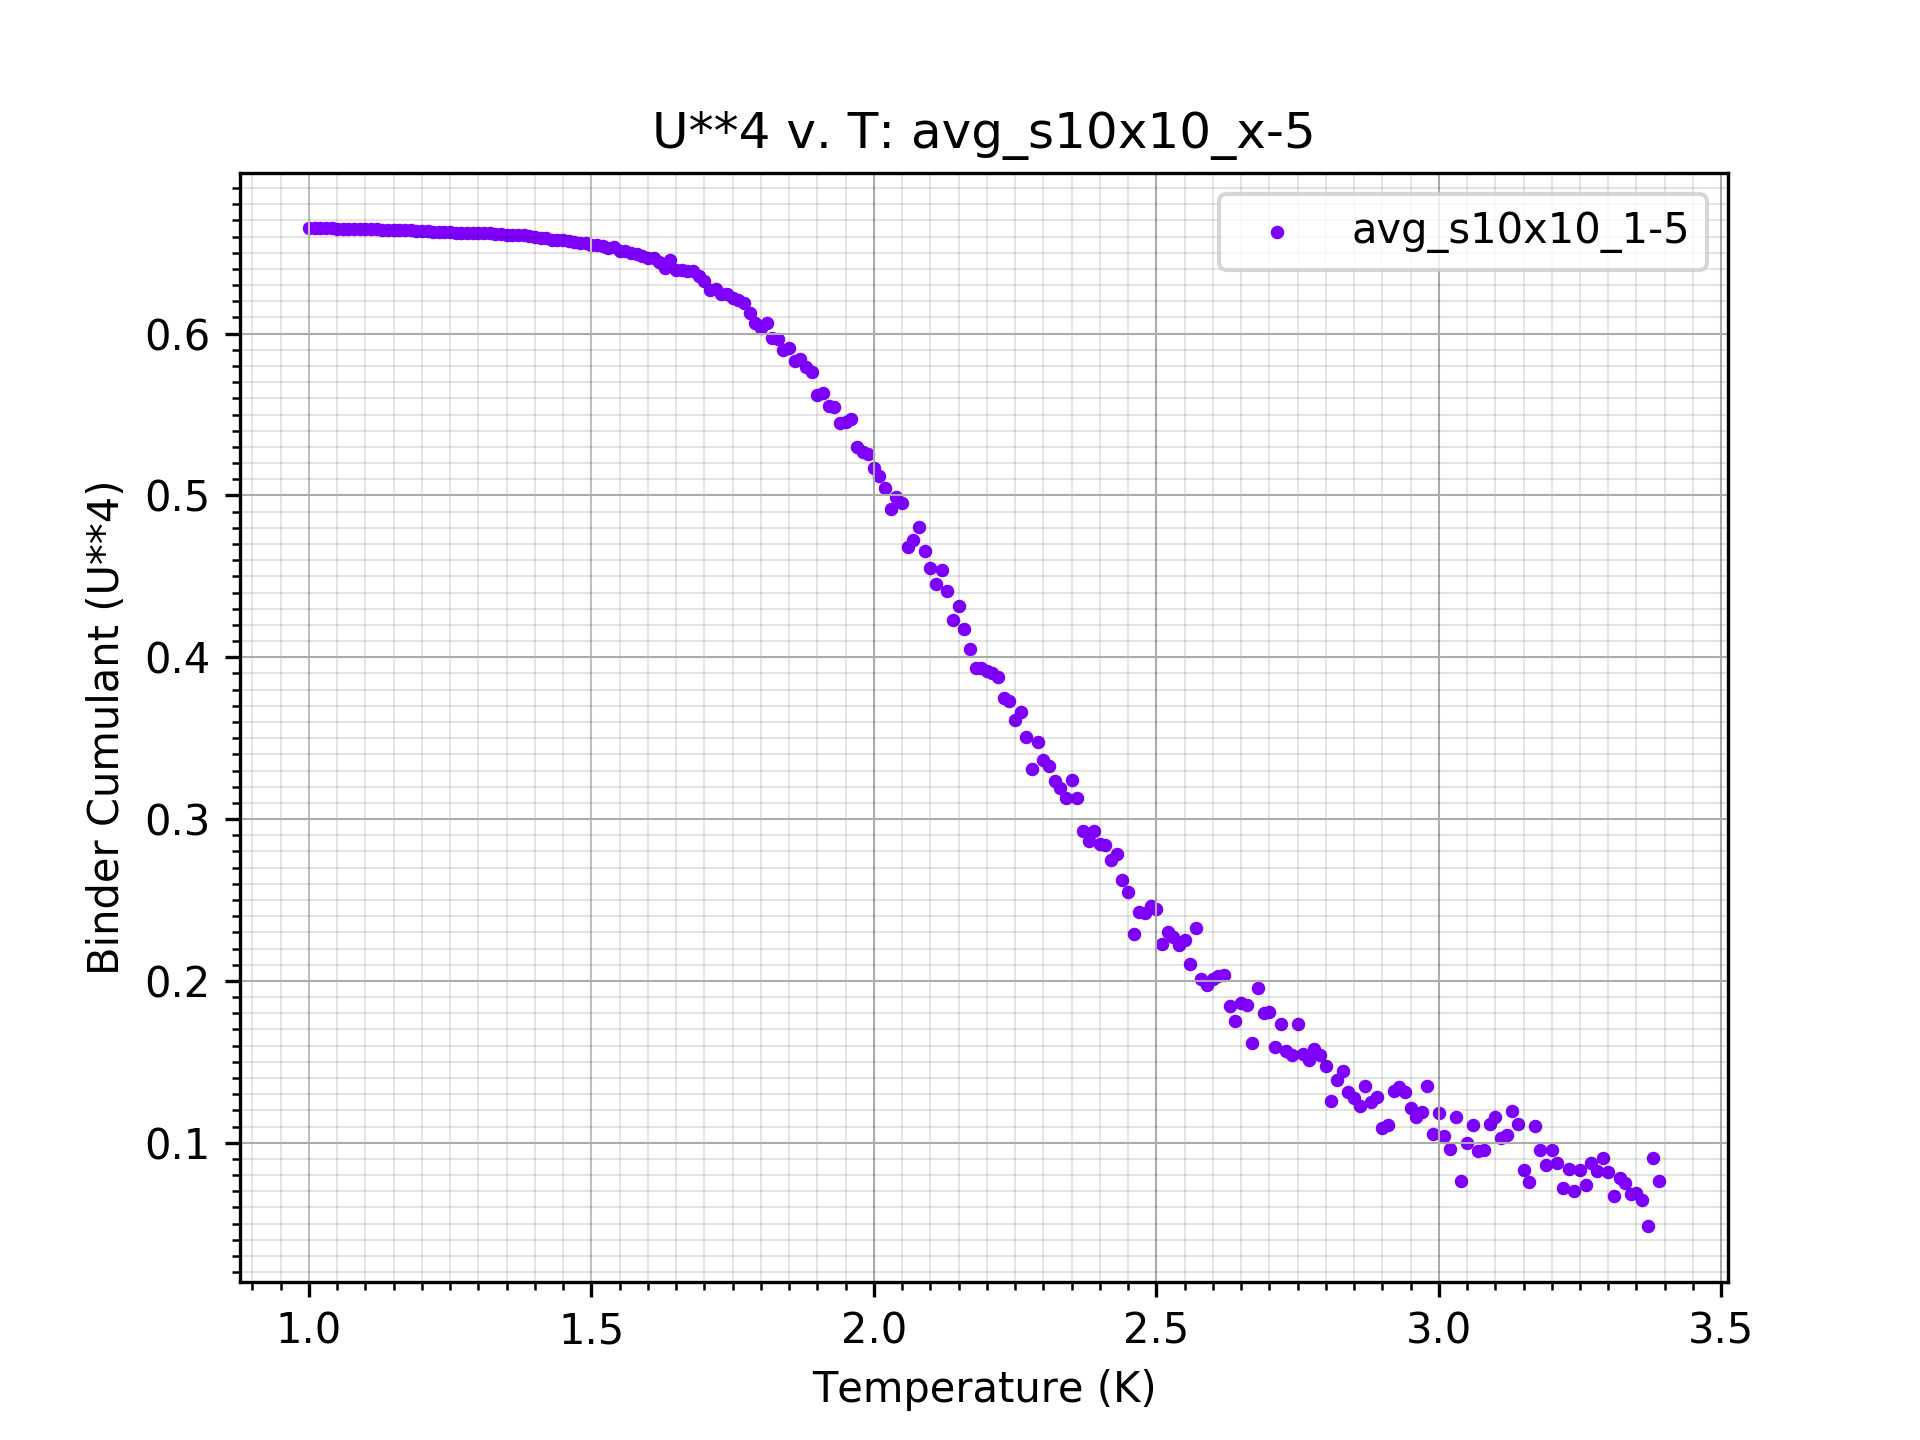 U**4 v. T: avg_s10x10_x-5
avg_s10x10_1-5
Binder Cumulant (U**4)
0.6
0.5
0.4
0.3
0.2
0.1
1.0 1.5 2.0 2.5 3.0 3.5
Temperature (K)